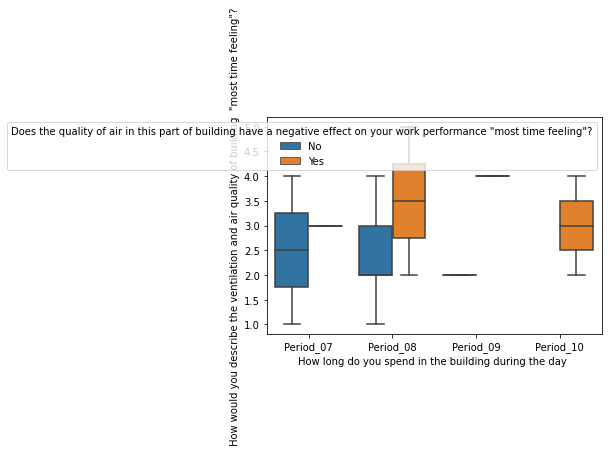 How would you describe the ventilation and air quality of building "most time feeling"?
Does the quality of air in this part of building have a negative effect on your work performance "most time feeling"?
No
Yes
5.0
4.5
4.0
3.5
3.0
2.5
2.0
1.5
1.0
Period_07 Period_08 Period_09 Period_10
How long do you spend in the building during the day